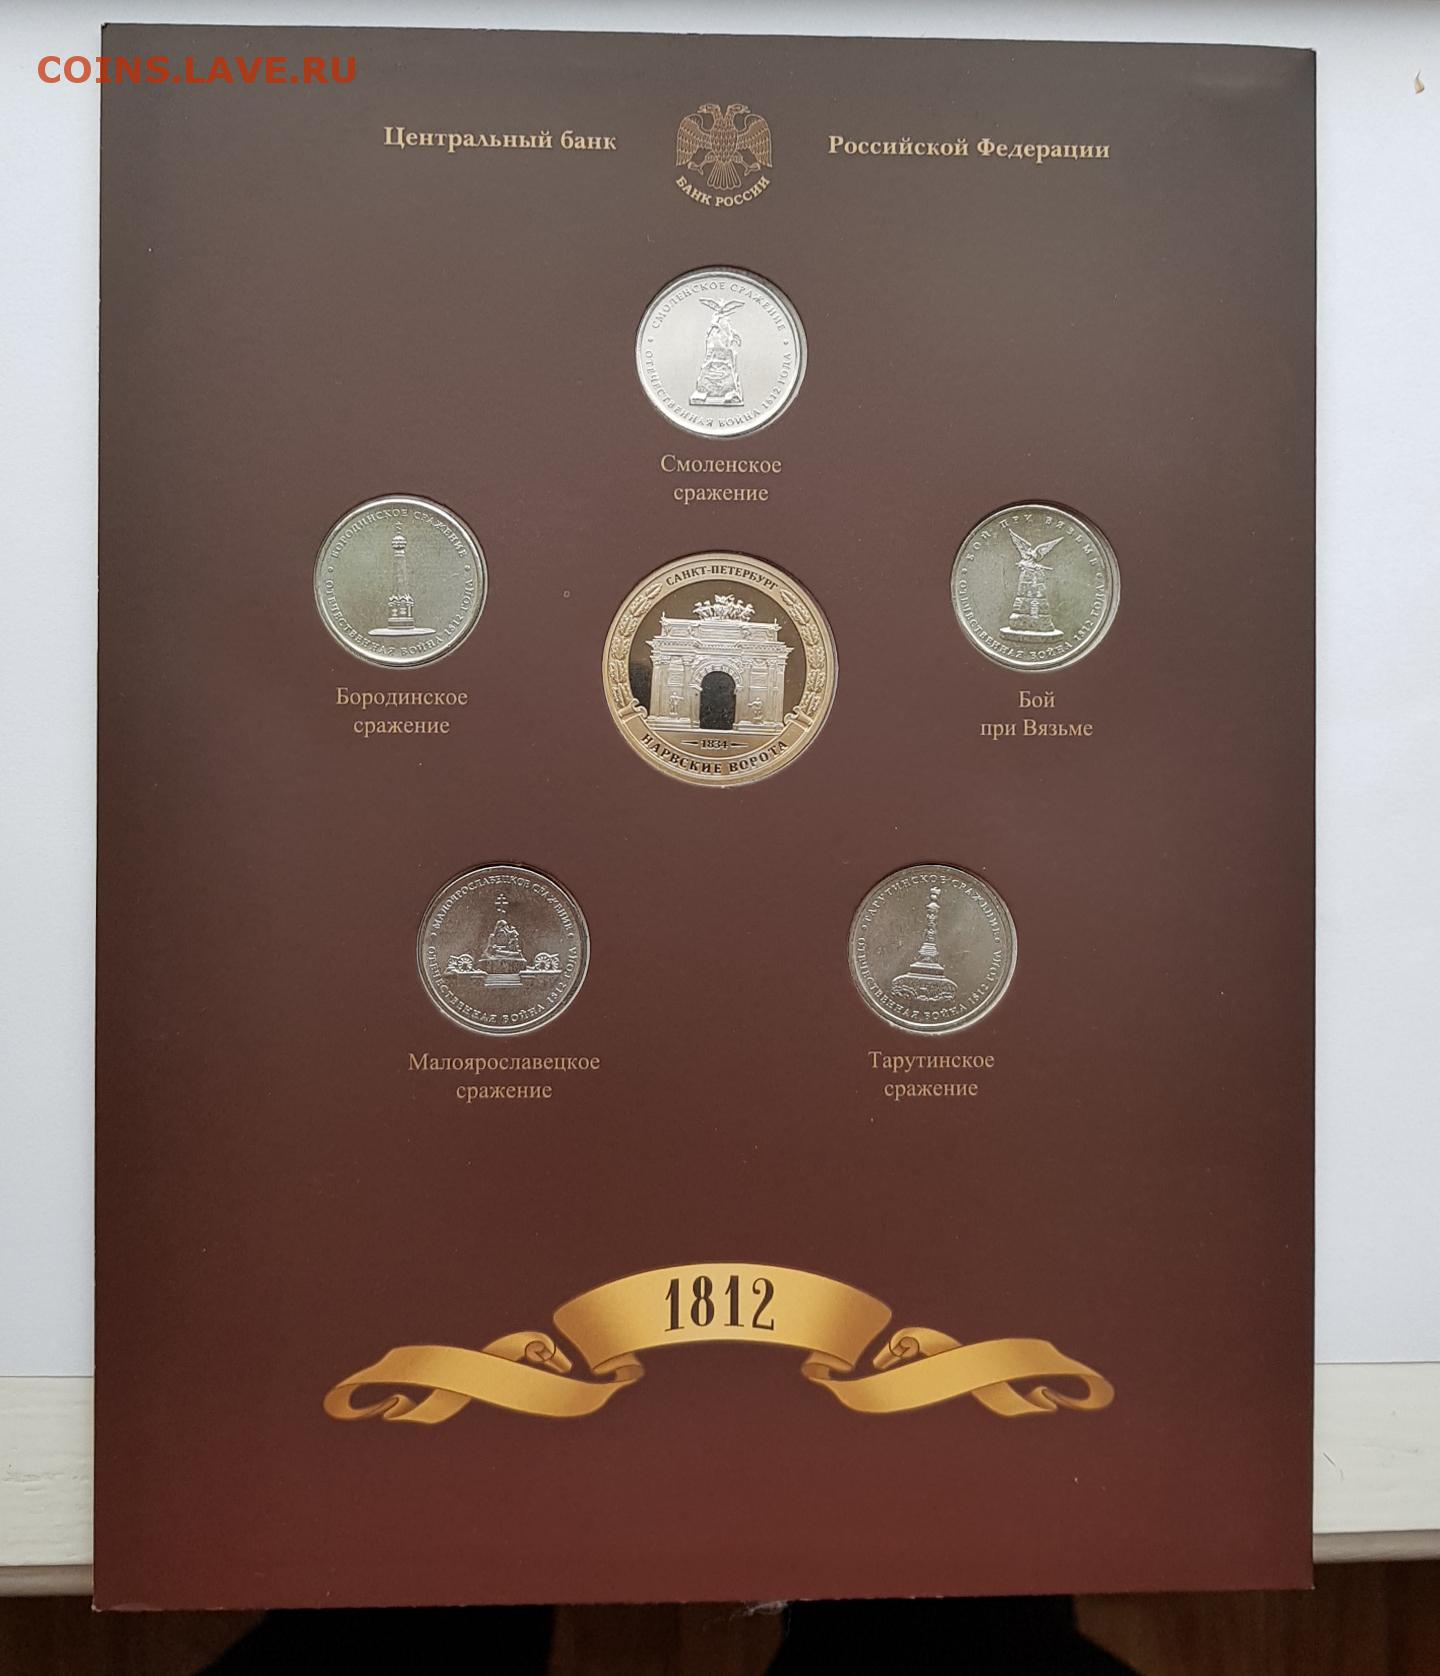 COINS.LAVE.RU
Центральный банк
Российской Федерации
БАНК РОССИИ
СМОЛЕНСКОЕ СРАЖЕНИЕ
ОТЕЧЕСТВЕННАЯ ВОЙНА 1812 ГОДА
Смоленское
сражение
БОРОДИНСКОЕ СРАЖЕНИЕ
ОТЕЧЕСТВЕННАЯ ВОЙНА 1812 ГОДА
Бородинское
сражение
САНКТ-ПЕТЕРБУРГ
1834
НАРВСКИЕ ВОРОТА
БОЙ ПРИ ВЯЗЬМЕ
ОТЕЧЕСТВЕННАЯ ВОЙНА 1812 ГОДА
Бой
при Вязьме
МАЛОЯРОСЛАВЕЦКОЕ СРАЖЕНИЕ
ОТЕЧЕСТВЕННАЯ ВОЙНА 1812 ГОДА
Малоярославецкое
сражение
ТАРУТИНСКОЕ СРАЖЕНИЕ
ОТЕЧЕСТВЕННАЯ ВОЙНА 1812 ГОДА
Тарутинское
сражение
1812